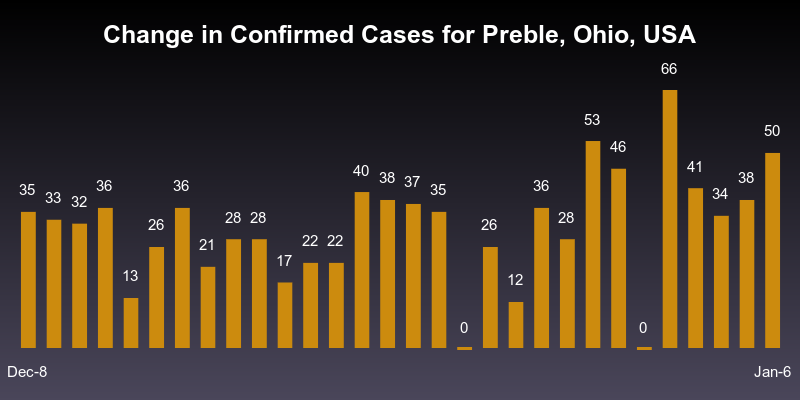 Change in Confirmed Cases for Preble, Ohio, USA
35 33 32 36 13 26 36 21 28 28 17 22 22 40 38 37 35 0 26 12 36 28 53 46 0 66 41 34 38 50
Dec-8 Jan-6